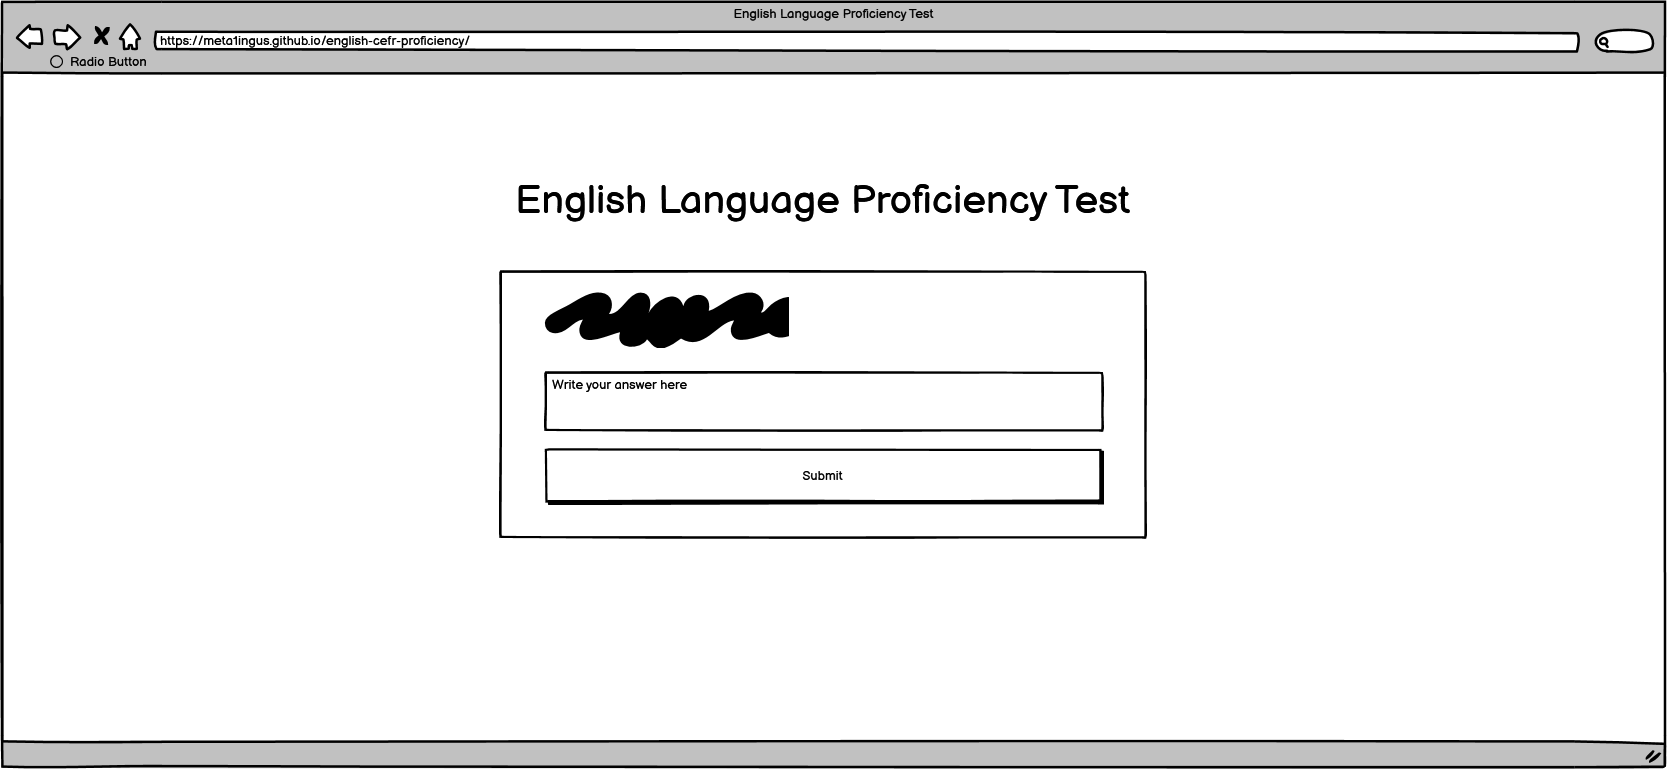 English Language Proficiency Test
https://meta1ingus.github.io/english-cefr-proficiency/
Radio Button
English Language Proficiency Test
Write your answer here
Submit